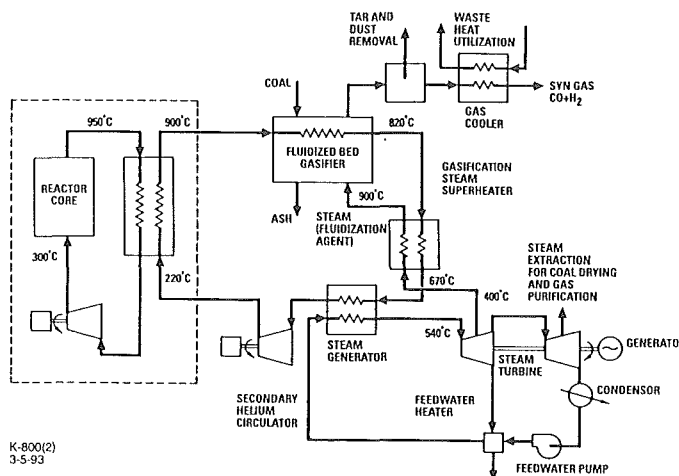 TAR AND
DUST
REMOVAL
WASTE
HEAT
UTILIZATION
COAL
SYN GAS
CO+H2
GAS
COOLER
950°C
900°C
820°C
FLUIDIZED BED
GASIFIER
REACTOR
CORE
GASIFICATION
STEAM
SUPERHEATER
900°C
ASH
STEAM
(FLUIDIZATION
AGENT)
300°C
220°C
STEAM
EXTRACTION
FOR COAL DRYING
AND GAS
PURIFICATION
670°C
400°C
540°C
STEAM
GENERATOR
STEAM
TURBINE
GENERATO
CONDENSOR
SECONDARY
HELIUM
CIRCULATOR
FEEDWATER
HEATER
FEEDWATER PUMP
K-800(2)
3-5-93